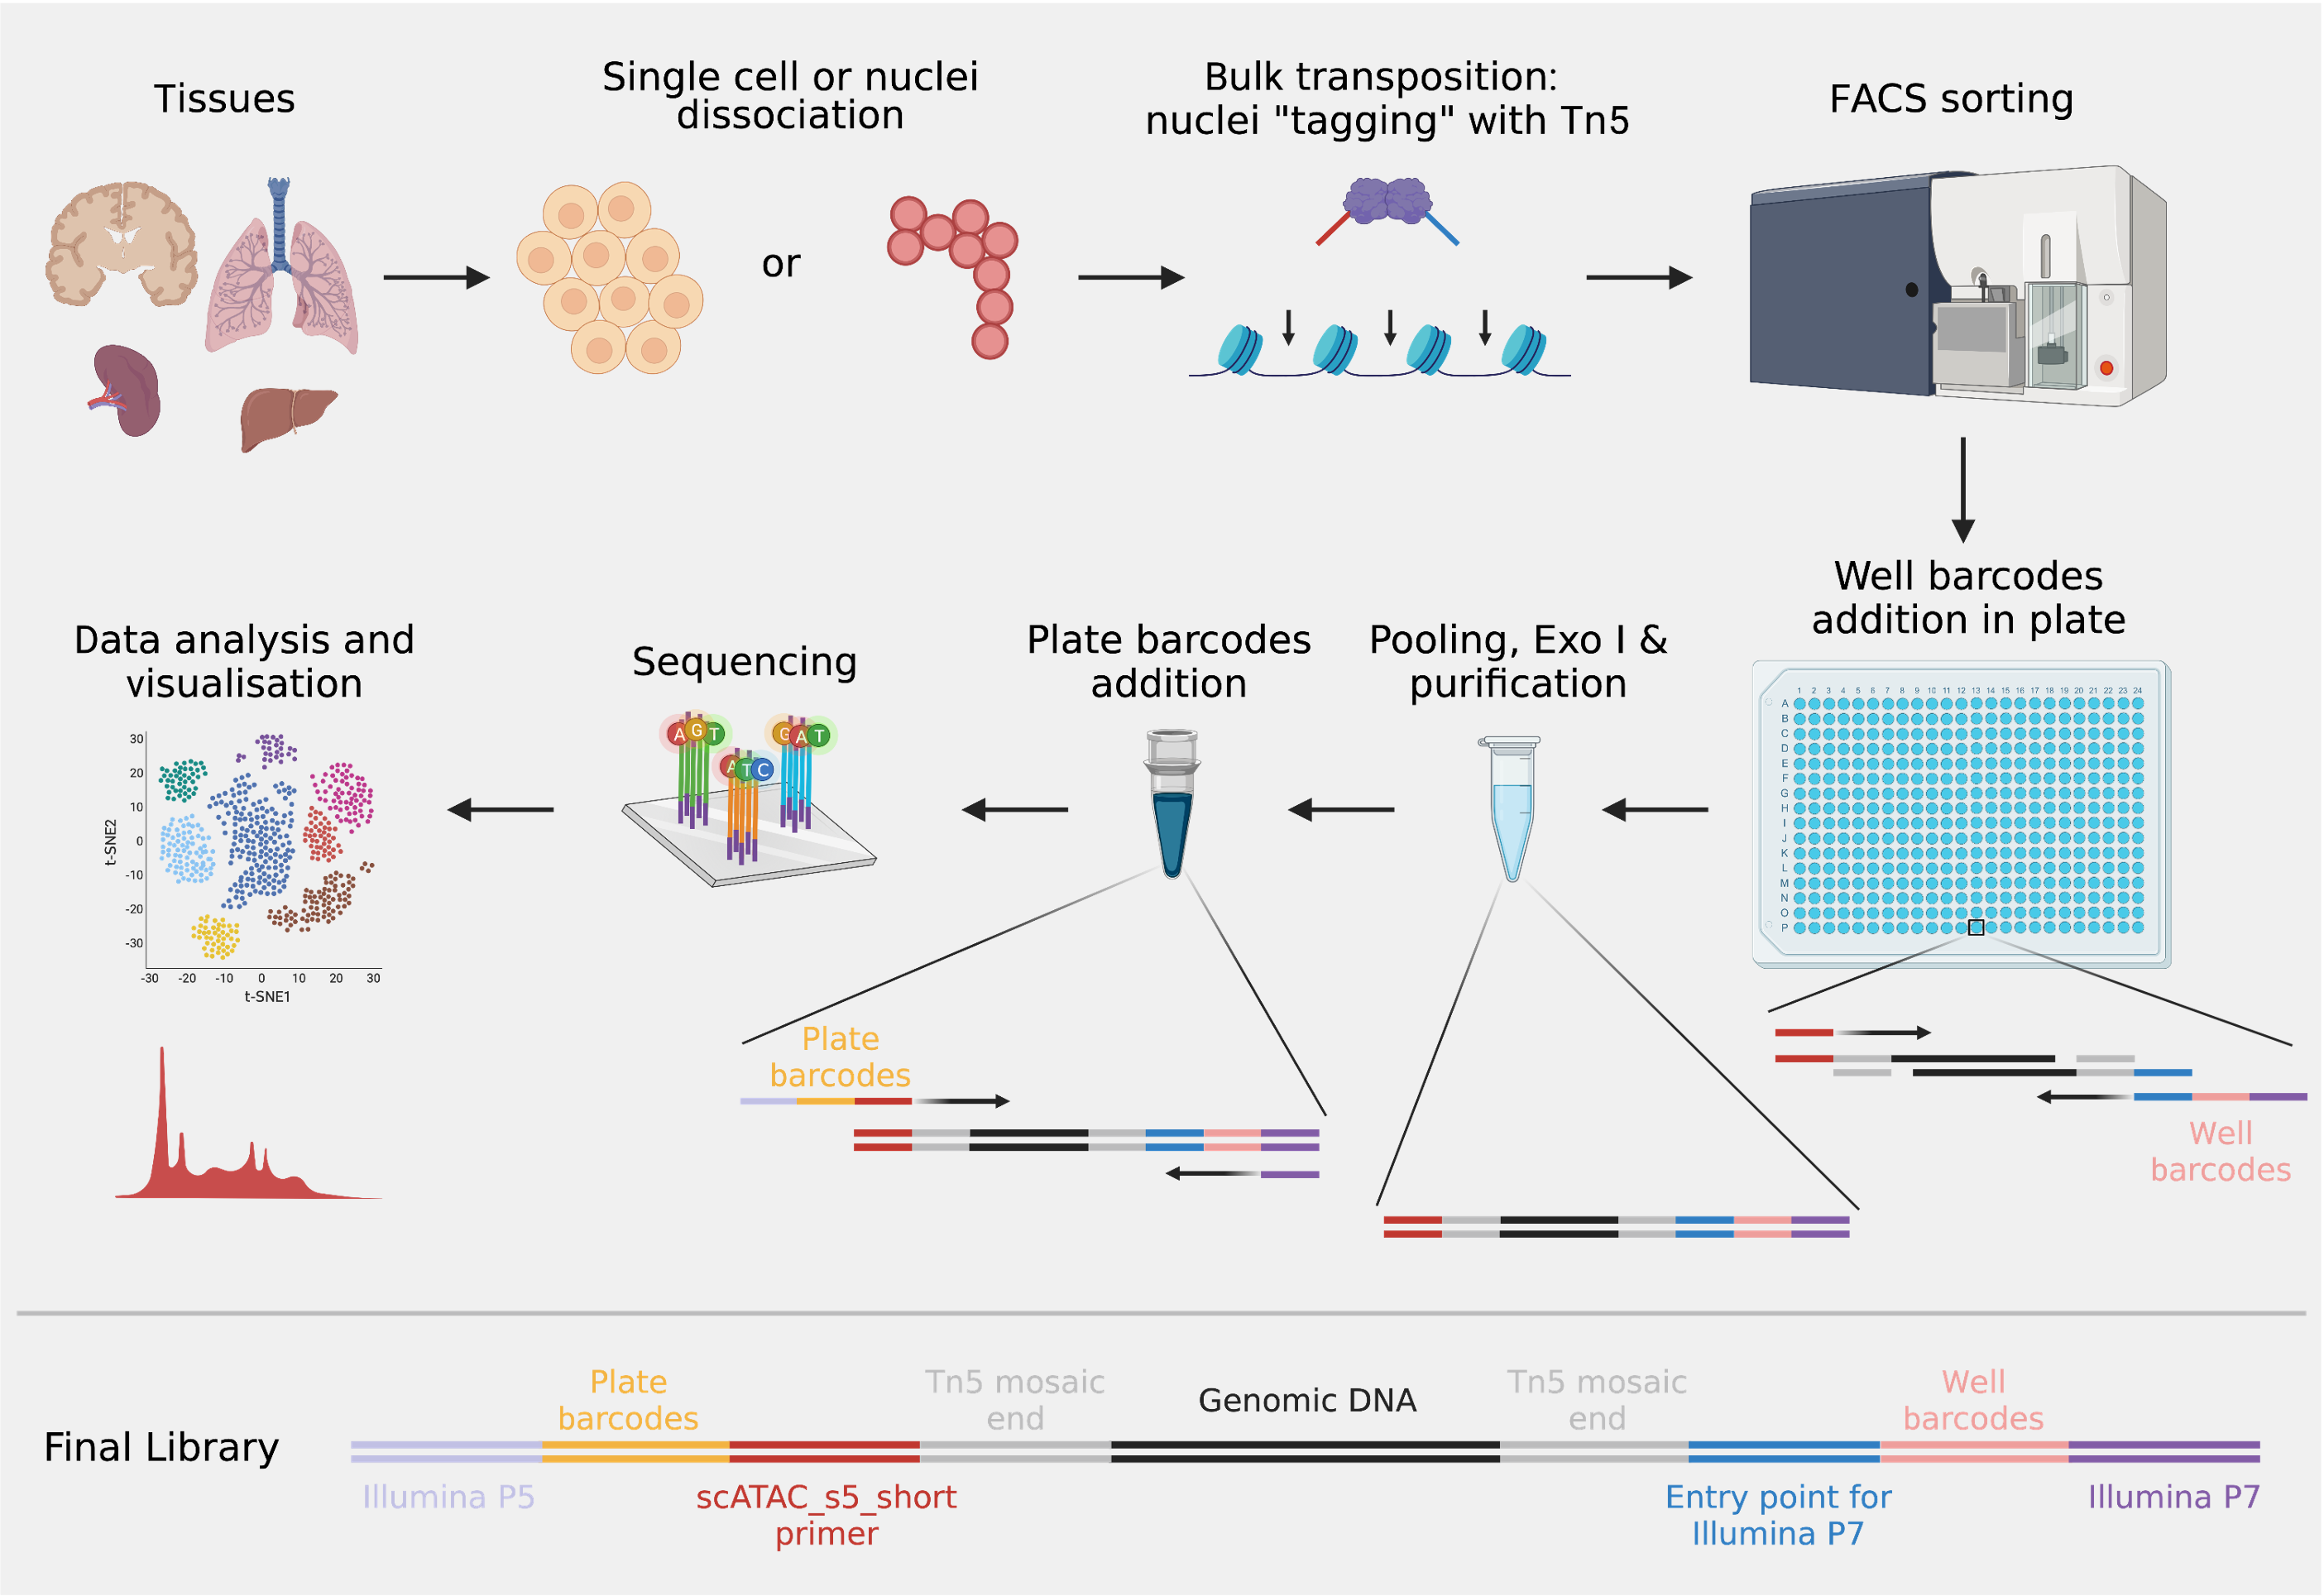 Tissues
Single cell or nuclei
dissociation
or
Bulk transposition:
nuclei "tagging" with Tn5
FACS sorting
Well barcodes
addition in plate
1 2 3 4 5 6 7 8 9 10 11 12 13 14 15 16 17 18 19 20 21 22 23 24
A
B
C
D
E
F
G
H
I
J
K
L
M
N
O
P
Well
barcodes
Pooling, Exo I &
purification
Plate barcodes
addition
Plate
barcodes
Sequencing
A G T
A T C
G A T
Data analysis and
visualisation
t-SNE2
30
20
10
0
-10
-20
-30
-30 -20 -10 0 10 20 30
t-SNE1
Final Library
Plate
barcodes
Tn5 mosaic
end
Genomic DNA
Tn5 mosaic
end
Well
barcodes
Illumina P5
scATAC_s5_short
primer
Entry point for
Illumina P7
Illumina P7